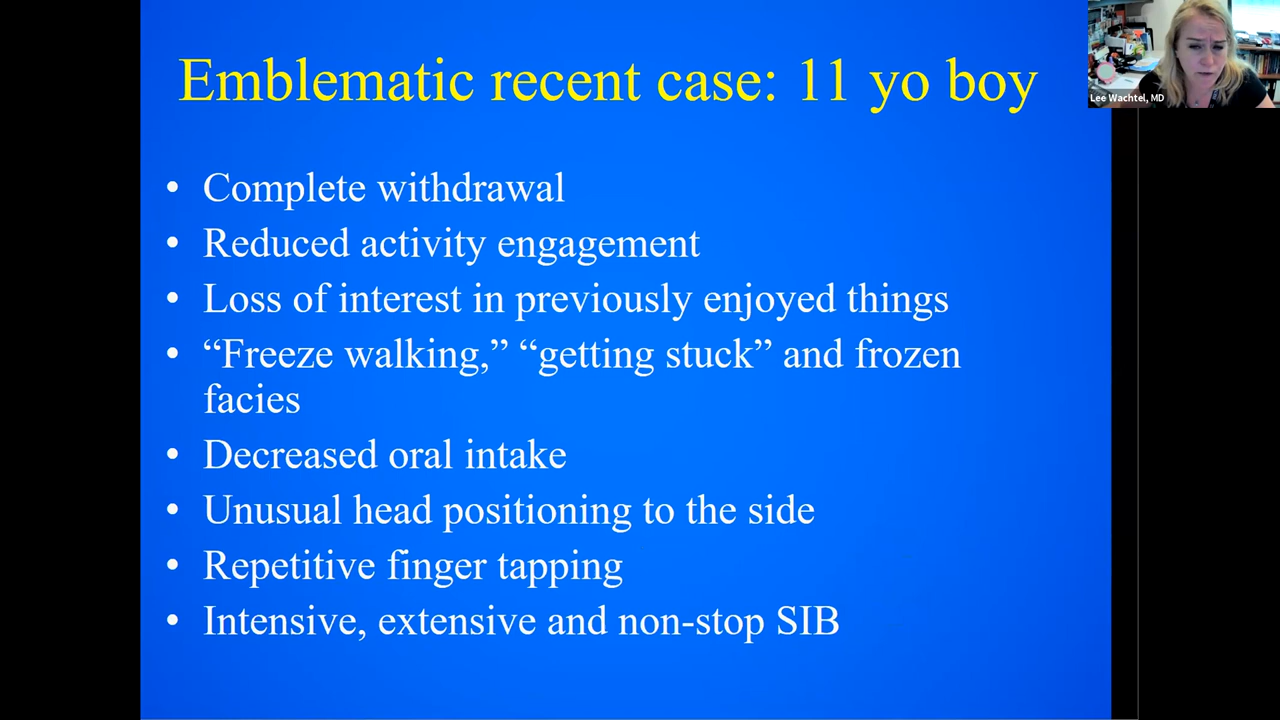 Emblematic recent case: 11 yo boy
Lee Wachtel, MD
• Complete withdrawal
• Reduced activity engagement
• Loss of interest in previously enjoyed things
• “Freeze walking,” “getting stuck” and frozen
facies
• Decreased oral intake
• Unusual head positioning to the side
• Repetitive finger tapping
• Intensive, extensive and non-stop SIB